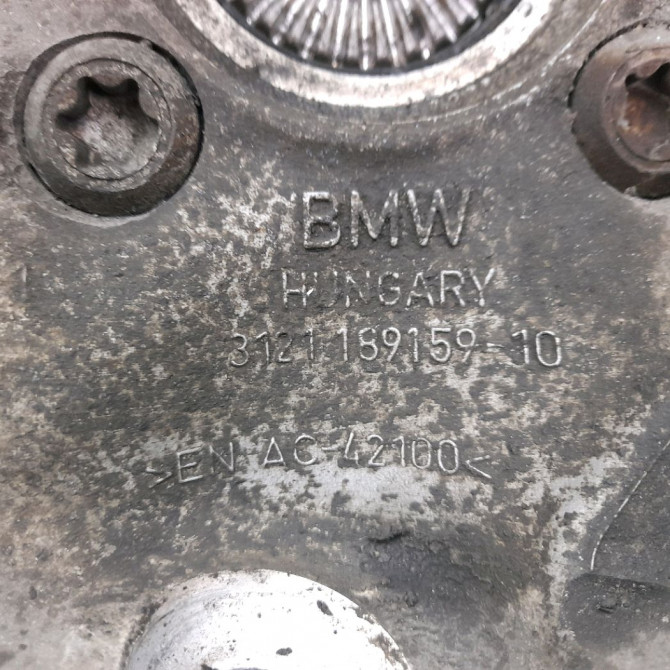 BMW
HUNGARY
3121 189159-10
>EN AC-42100<